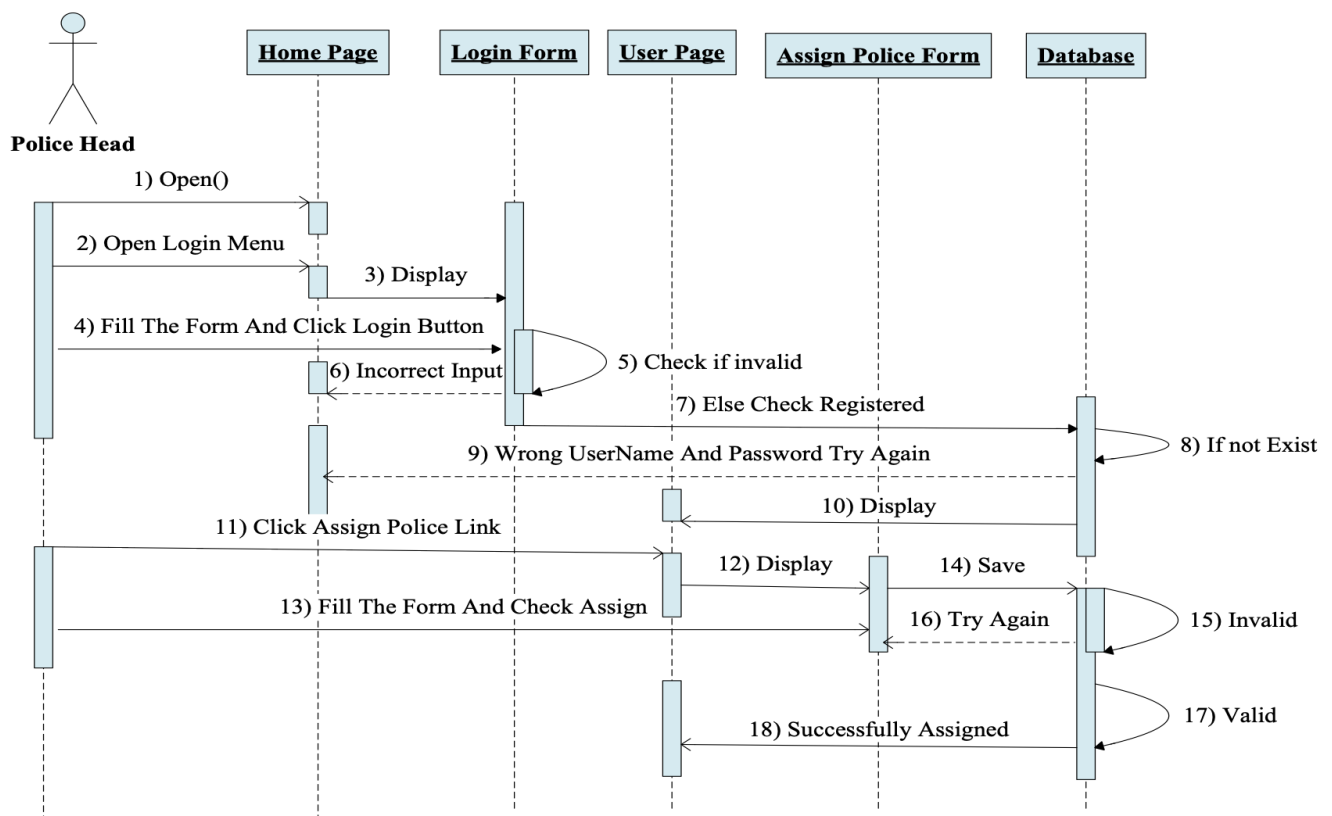 Home Page
Login Form
User Page
Assign Police Form
Database
Police Head
1) Open()
2) Open Login Menu
3) Display
4) Fill The Form And Click Login Button
5) Check if invalid
6) Incorrect Input
7) Else Check Registered
8) If not Exist
9) Wrong UserName And Password Try Again
10) Display
11) Click Assign Police Link
12) Display
14) Save
13) Fill The Form And Check Assign
16) Try Again
15) Invalid
17) Valid
18) Successfully Assigned